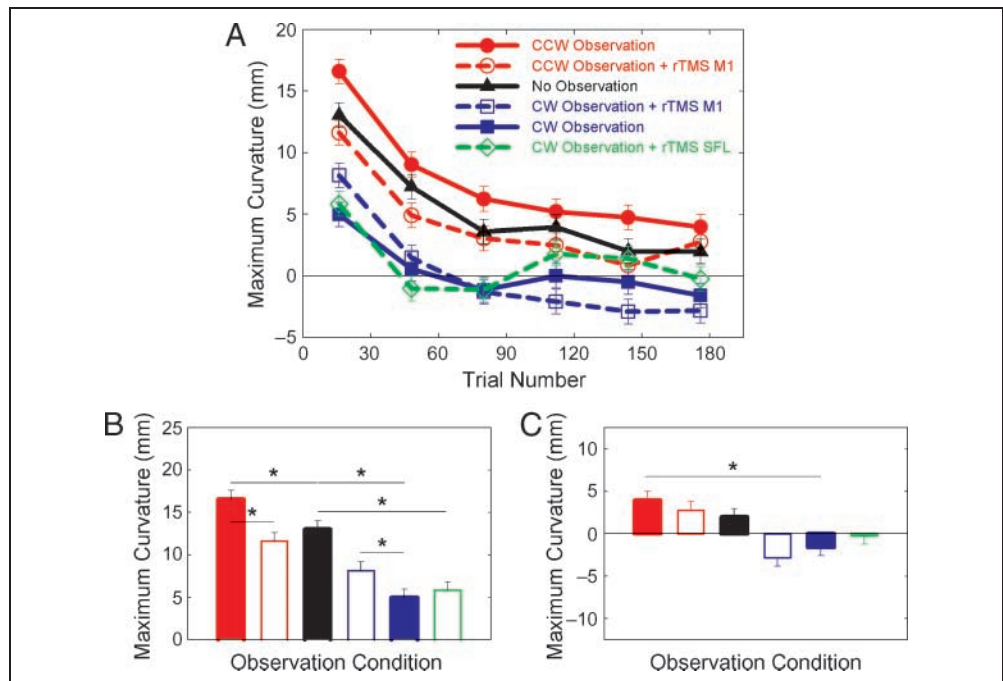 A
Maximum Curvature (mm)
20
15
10
5
0
–5
CCW Observation
CCW Observation + rTMS M1
No Observation
CW Observation + rTMS M1
CW Observation
CW Observation + rTMS SFL
0 30 60 90 120 150 180
Trial Number
B
Maximum Curvature (mm)
25
20
15
10
5
0
* *
*
*
*
Observation Condition
C
Maximum Curvature (mm)
10
5
0
–5
–10
*
Observation Condition